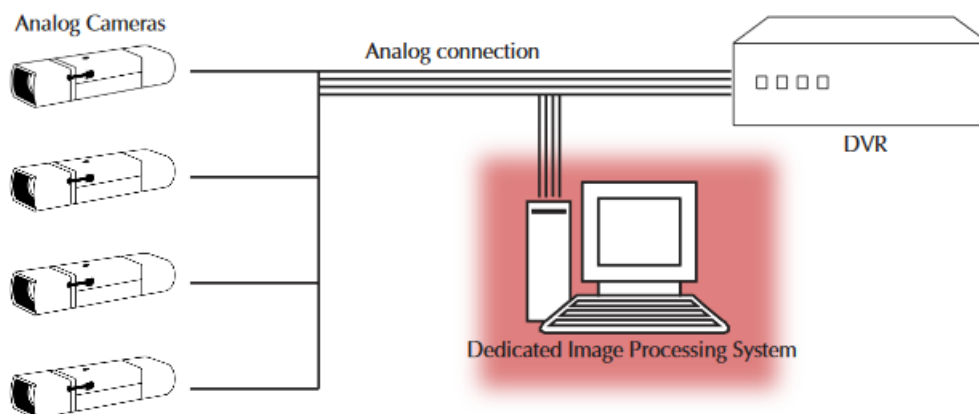 Analog Cameras
Analog connection
DVR
Dedicated Image Processing System